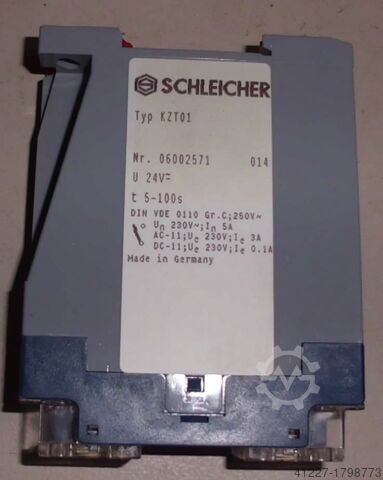 SCHLEICHER
Typ KZT01
Nr. 06002571 014
U 24V=
t 5-100s
DIN VDE 0110 Gr.C;250V~
Un 230V~;In 5A
AC-11;Ue 230V;Ie 3A
DC-11;Ue 230V;Ie 0.1A
Made in Germany
41227-1798773